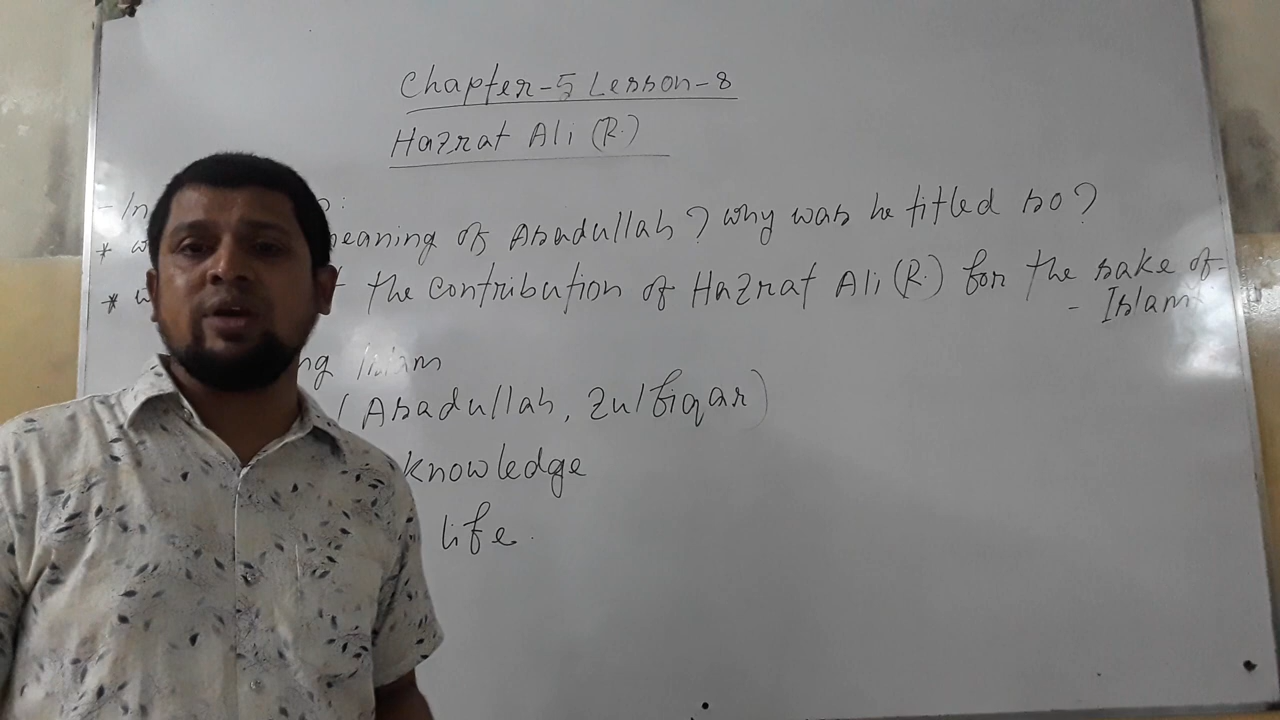 Chapter-5 Lesson-8
Hazrat Ali (R.)
- In
* meaning of Asadullah? why was he titled so?
* the contribution of Hazrat Ali (R.) for the sake of -
- Islam
ng Islam
(Asadullah, Zulfiqar)
knowledge
life.